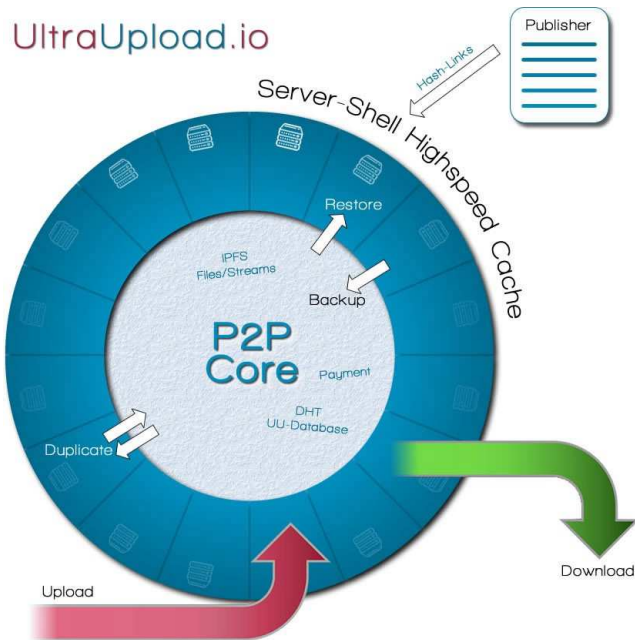 UltraUpload.io
Publisher
Hash-Links
Server-Shell Highspeed Cache
Restore
IPFS
Files/Streams
Backup
P2P
Core
Payment
DHT
UU-Database
Duplicate
Download
Upload